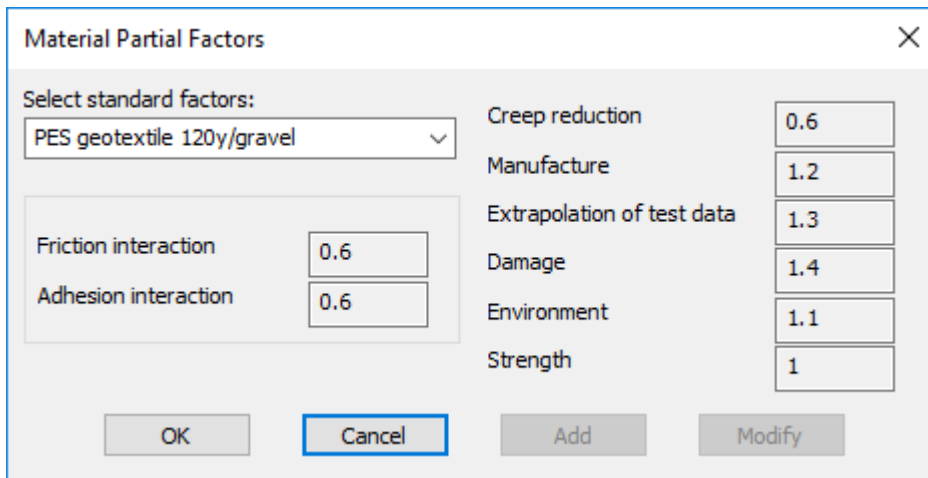 Material Partial Factors
Select standard factors:
PES geotextile 120y/gravel
Friction interaction 0.6
Adhesion interaction 0.6
Creep reduction 0.6
Manufacture 1.2
Extrapolation of test data 1.3
Damage 1.4
Environment 1.1
Strength 1
OK Cancel Add Modify